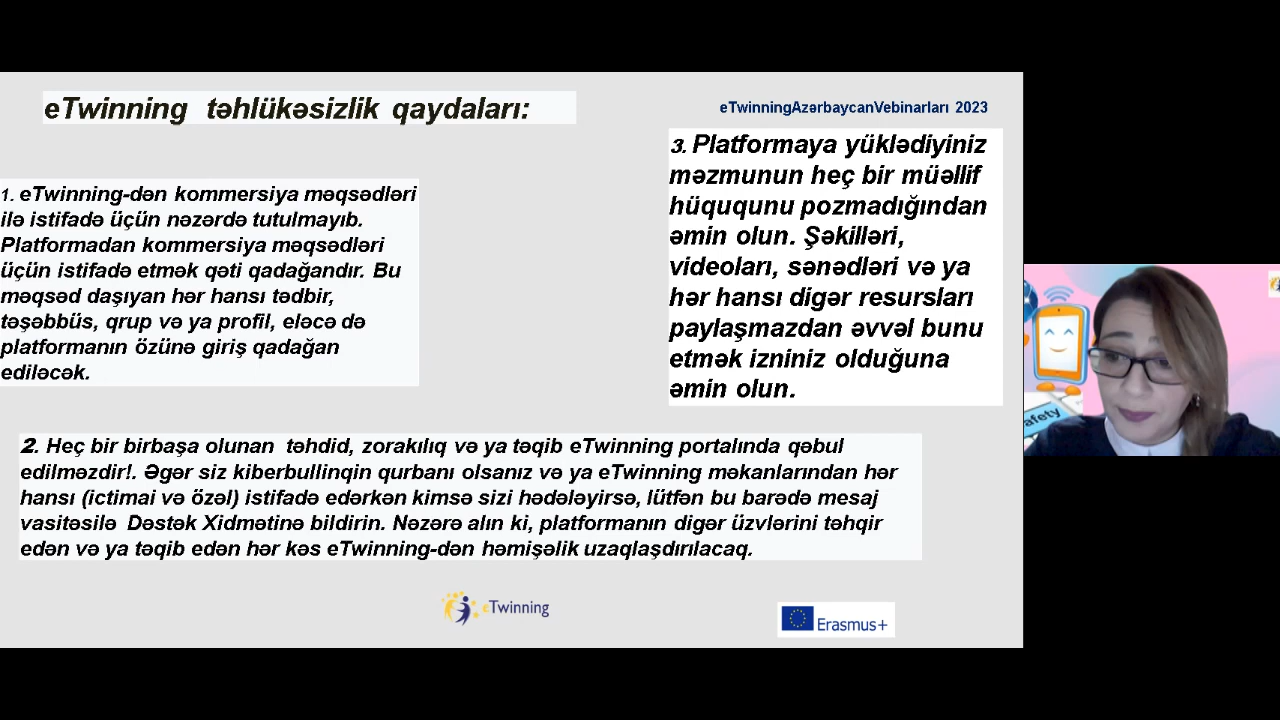 eTwinning təhlükəsizlik qaydaları:
eTwinningAzərbaycanVebinarları 2023
1. eTwinning-dən kommersiya məqsədləri
ilə istifadə üçün nəzərdə tutulmayıb.
Platformadan kommersiya məqsədləri
üçün istifadə etmək qəti qadağandır. Bu
məqsəd daşıyan hər hansı tədbir,
təşəbbüs, qrup və ya profil, eləcə də
platformanın özünə giriş qadağan
ediləcək.
3. Platformaya yüklədiyiniz
məzmunun heç bir müəllif
hüququnu pozmadığından
əmin olun. Şəkilləri,
videoları, sənədləri və ya
hər hansı digər resursları
paylaşmazdan əvvəl bunu
etmək izniniz olduğuna
əmin olun.
2. Heç bir birbaşa olunan təhdid, zorakılıq və ya təqib eTwinning portalında qəbul
edilməzdir!. Əgər siz kiberbullinqin qurbanı olsanız və ya eTwinning məkanlarından hər
hansı (ictimai və özəl) istifadə edərkən kimsə sizi hədələyirsə, lütfən bu barədə mesaj
vasitəsilə Dəstək Xidmətinə bildirin. Nəzərə alın ki, platformanın digər üzvlərini təhqir
edən və ya təqib edən hər kəs eTwinning-dən həmişəlik uzaqlaşdırılacaq.
eTwinning
Erasmus+
afety